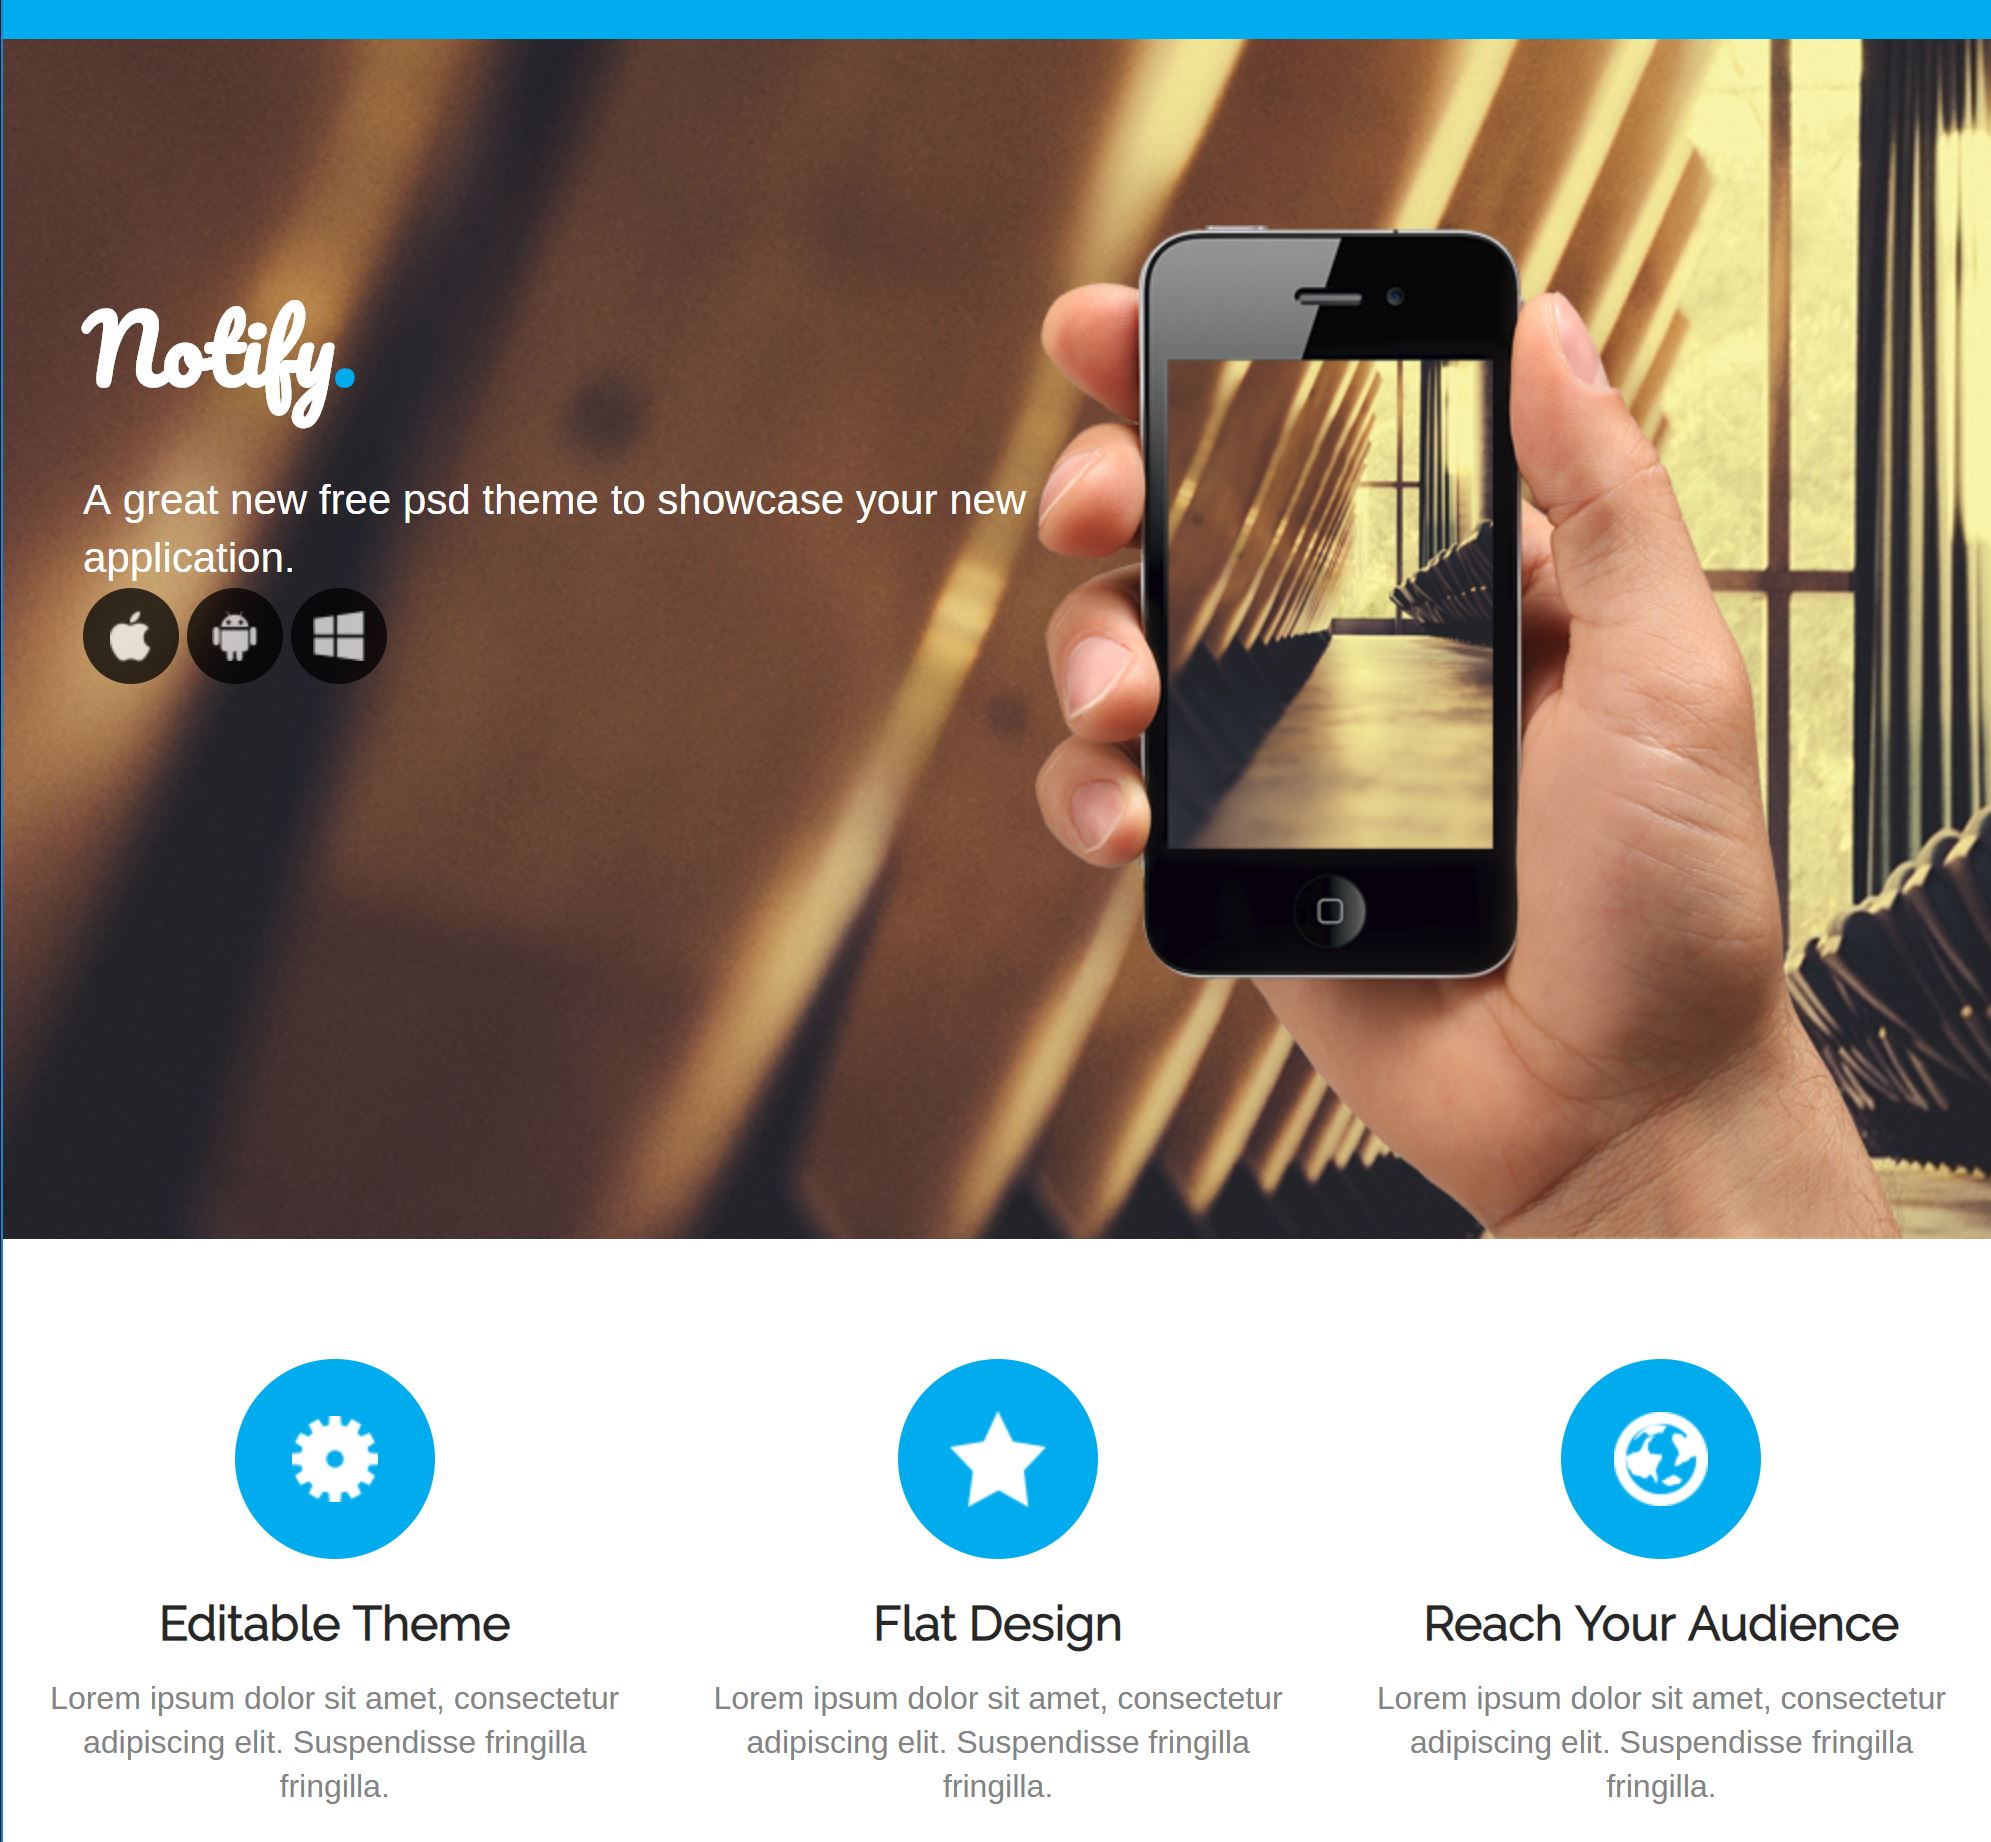 Notify.
A great new free psd theme to showcase your new
application.
Editable Theme
Lorem ipsum dolor sit amet, consectetur
adipiscing elit. Suspendisse fringilla
fringilla.
Flat Design
Lorem ipsum dolor sit amet, consectetur
adipiscing elit. Suspendisse fringilla
fringilla.
Reach Your Audience
Lorem ipsum dolor sit amet, consectetur
adipiscing elit. Suspendisse fringilla
fringilla.